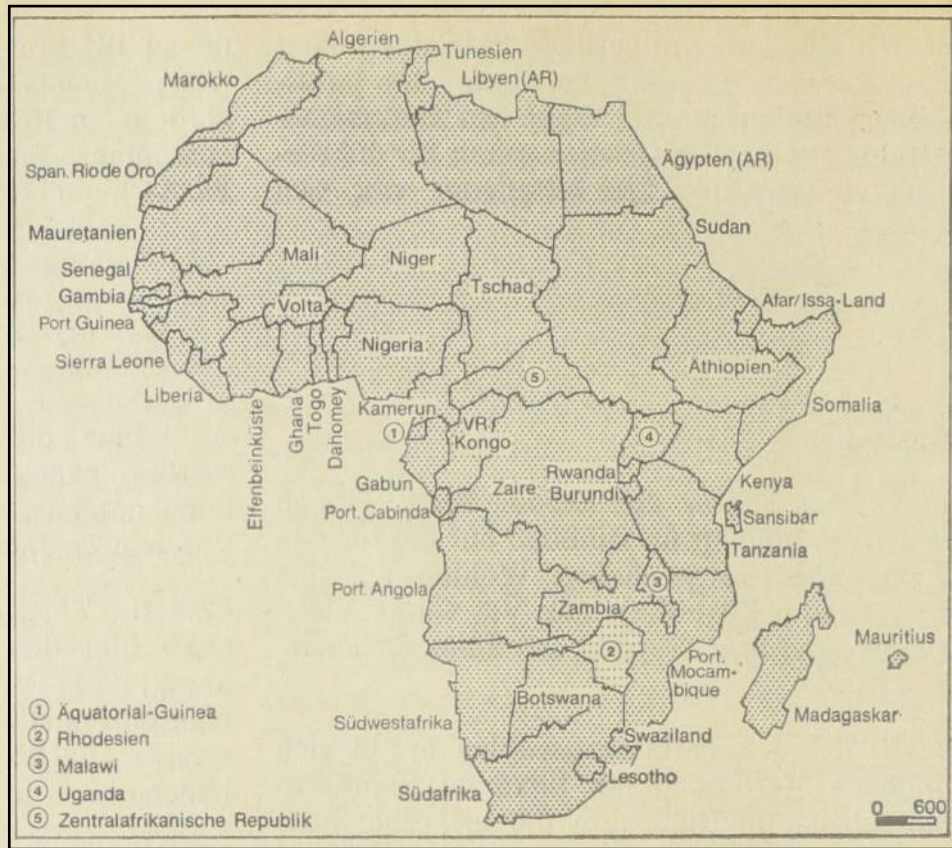 Algerien
Tunesien
Marokko
Libyen (AR)
Ägypten (AR)
Span. Rio de Oro
Sudan
Mauretanien
Mali
Niger
Senegal
Tschad
Gambia
Afar/Issa-Land
Volta
Port Guinea
Nigeria
Sierra Leone
Athiopien
⑤
Liberia
Somalia
Elfenbeinküste
Ghana
Togo
Dahomey
Kamerun
①
VR
Kongo
④
Gabun
Zaire
Rwanda
Burundi
Kenya
Port. Cabinda
Sansibar
Tanzania
Port. Angola
③
Zambia
②
Port.
Mocam-
bique
Mauritius
Botswana
Madagaskar
Südwestafrika
Swaziland
Lesotho
Südafrika
① Äquatorial-Guinea
② Rhodesien
③ Malawi
④ Uganda
⑤ Zentralafrikanische Republik
0 600